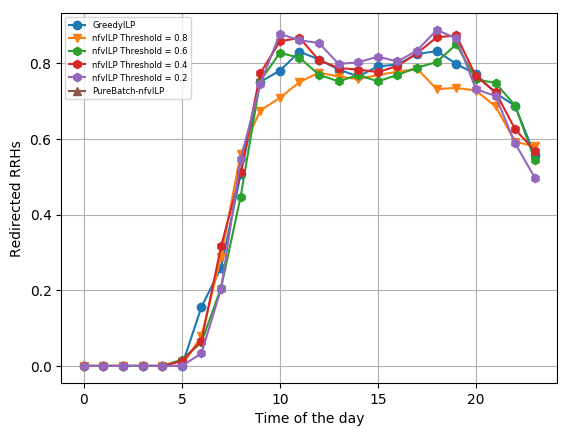 GreedyILP
nfvILP Threshold = 0.8
nfvILP Threshold = 0.6
nfvILP Threshold = 0.4
nfvILP Threshold = 0.2
PureBatch-nfvILP
Redirected RRHs
0.8
0.6
0.4
0.2
0.0
0 5 10 15 20
Time of the day